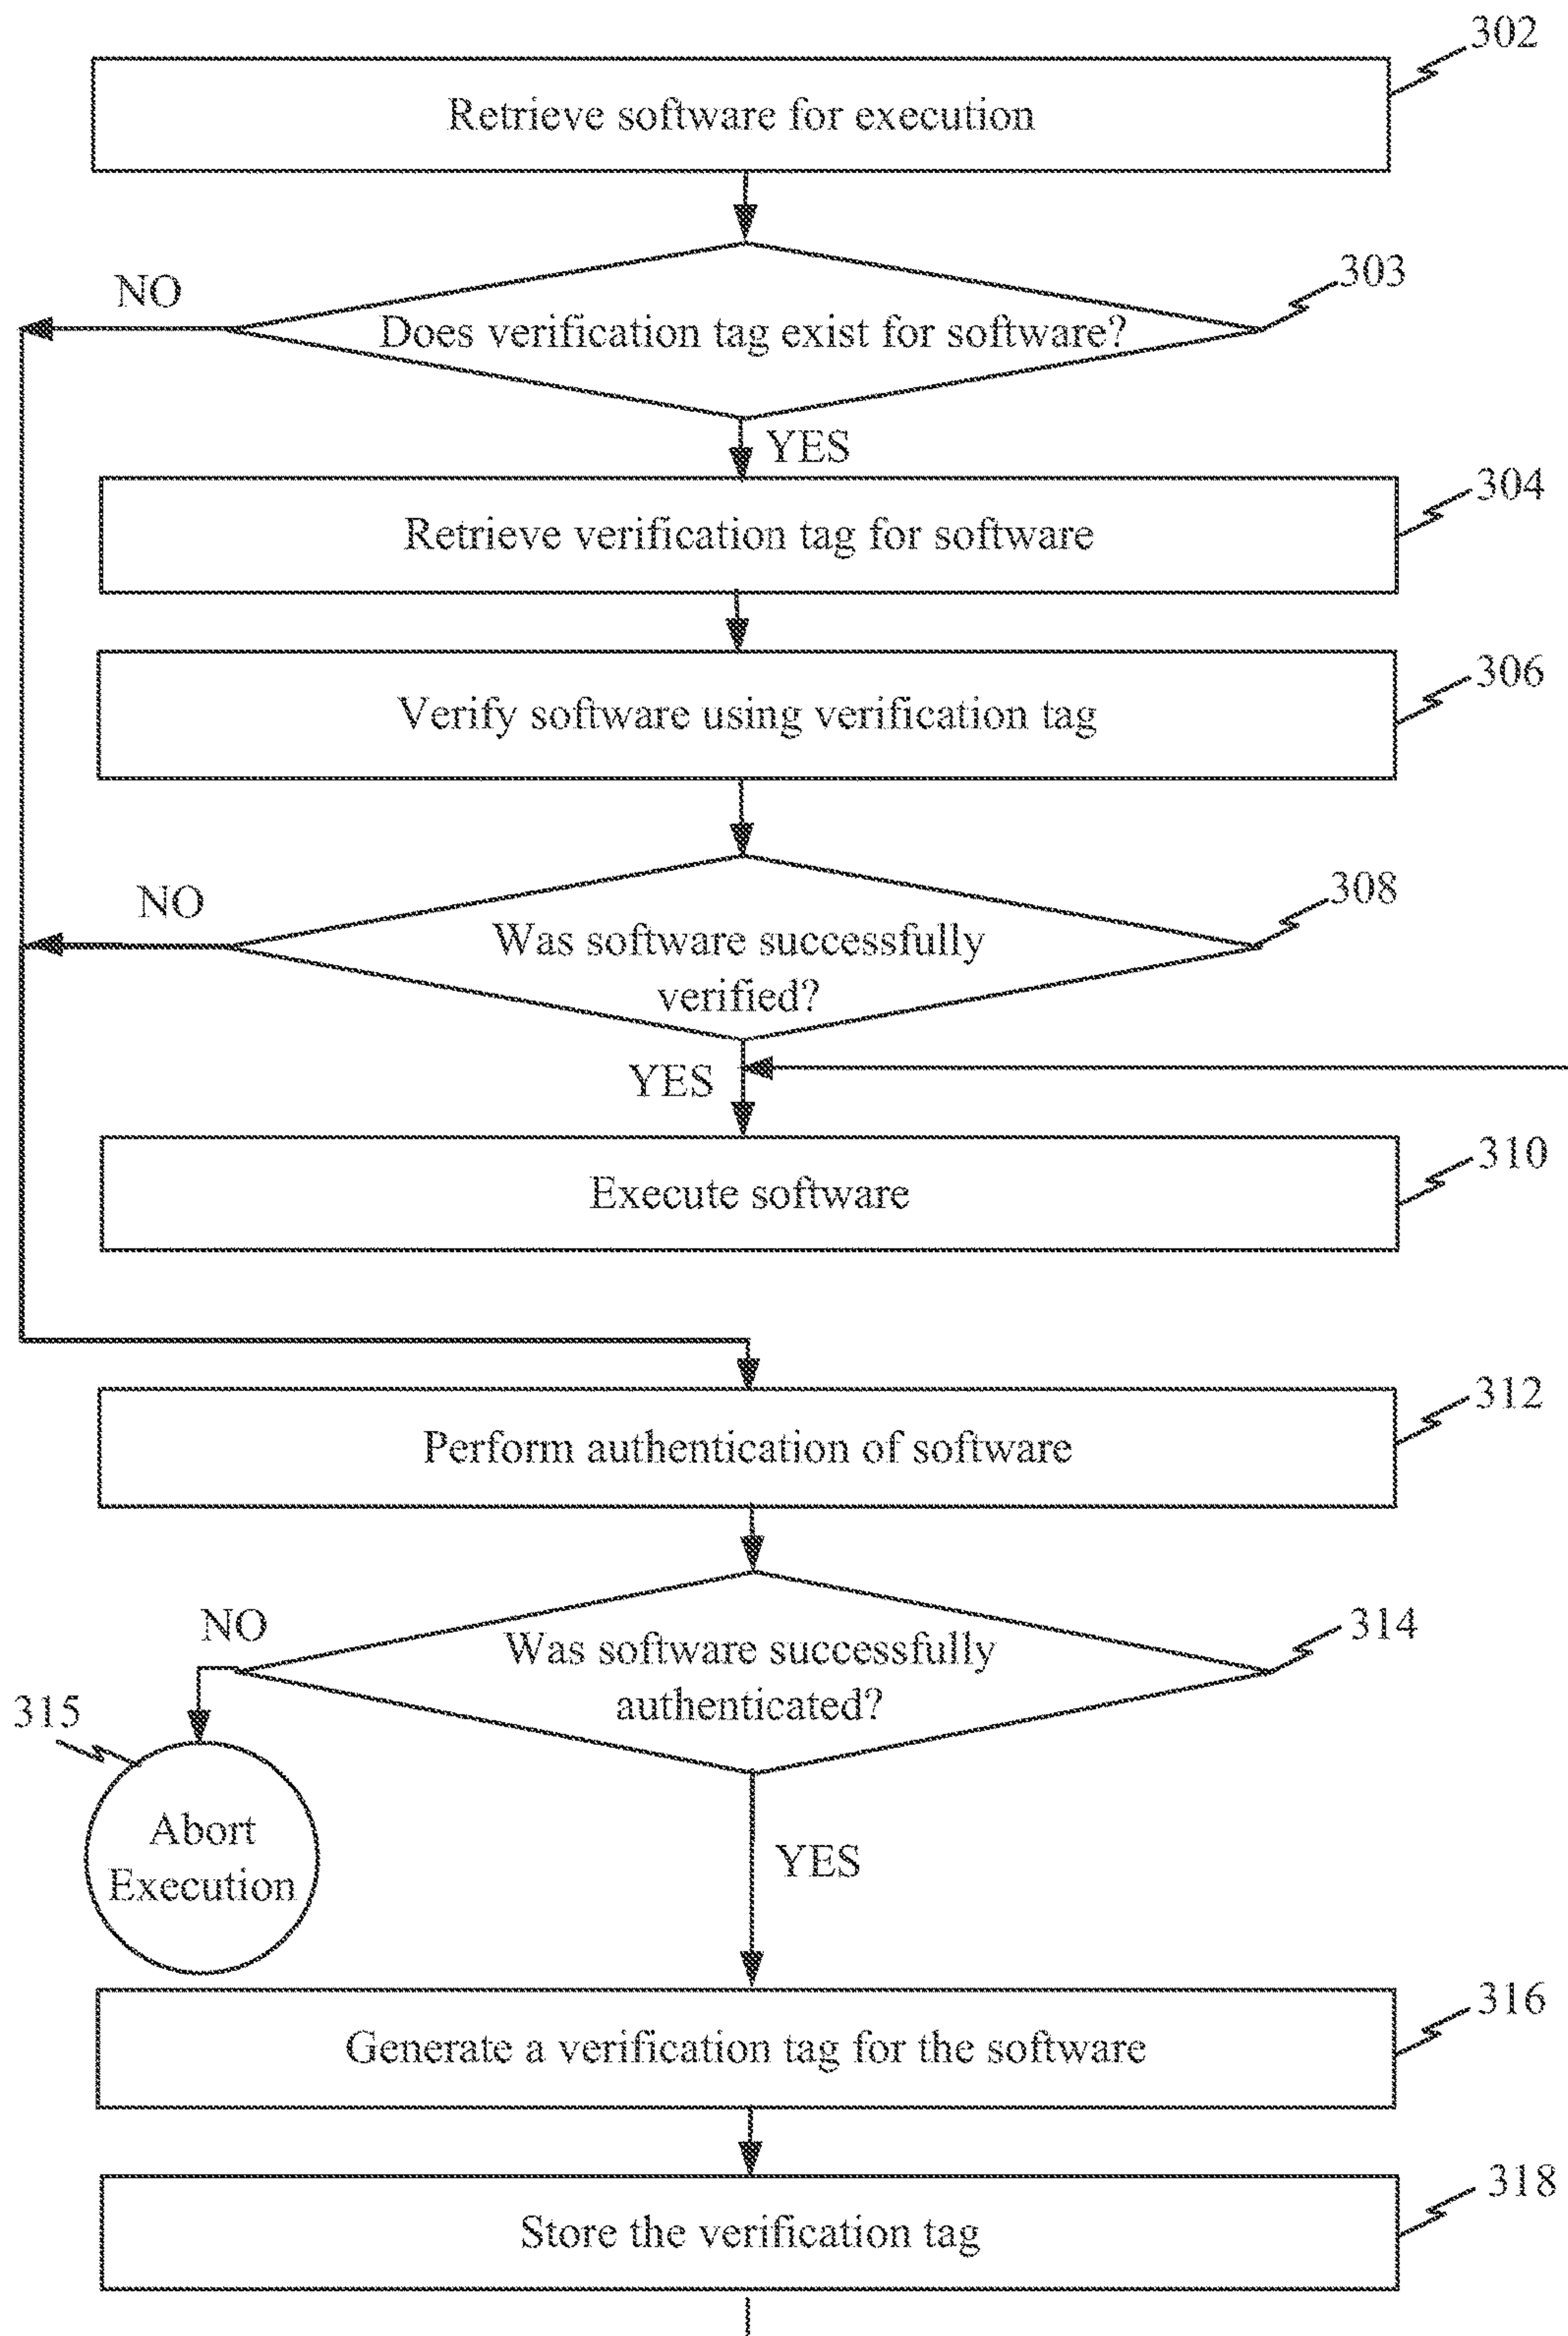 302
Retrieve software for execution
303
NO
Does verification tag exist for software?
YES
304
Retrieve verification tag for software
306
Verify software using verification tag
308
NO
Was software successfully
verified?
YES
310
Execute software
312
Perform authentication of software
314
NO
Was software successfully
authenticated?
315
Abort
Execution
YES
316
Generate a verification tag for the software
318
Store the verification tag